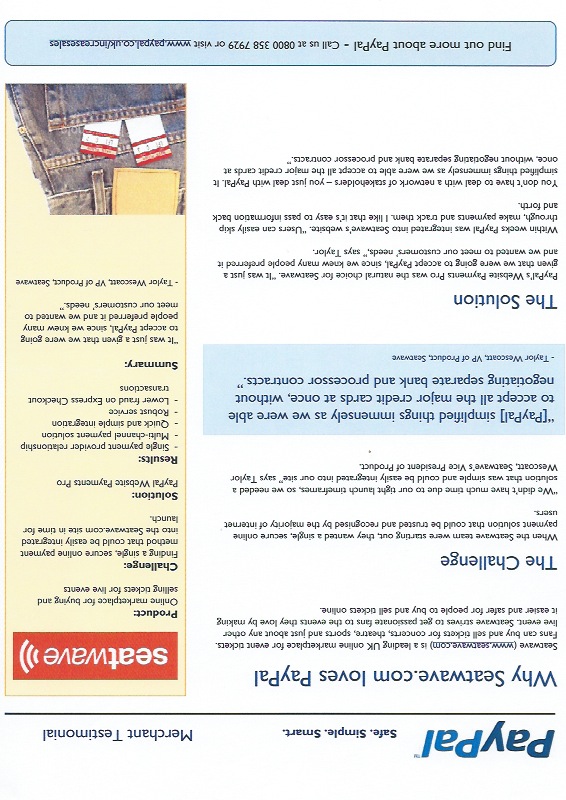 PayPal™
Safe. Simple. Smart.
Merchant Testimonial
Why Seatwave.com loves PayPal
Seatwave (www.seatwave.com) is a leading UK online marketplace for event tickets.
Fans can buy and sell tickets for concerts, theatre, sports and just about any other
live event. Seatwave strives to get passionate fans to the events they love by making
it easier and safer for people to buy and sell tickets online.
The Challenge
When the Seatwave team were starting out, they wanted a single, secure online
payment solution that could be trusted and recognised by the majority of internet
users.
“We didn’t have much time due to our tight launch timeframes, so we needed a
solution that was simple and could be easily integrated into our site” says Taylor
Wescoatt, Seatwave’s Vice President of Product.
“[PayPal] simplified things immensely as we were able
to accept all the major credit cards at once, without
negotiating separate bank and processor contracts.”
- Taylor Wescoatt, VP of Product, Seatwave
The Solution
PayPal’s Website Payments Pro was the natural choice for Seatwave. “It was just a
given that we were going to accept PayPal, since we knew many people preferred it
and we wanted to meet our customers’ needs,” says Taylor.
Within weeks PayPal was integrated into Seatwave’s website. “Users can easily skip
through, make payments and track them. I like that it’s easy to pass information back
and forth.
You don’t have to deal with a network of stakeholders – you just deal with PayPal. It
simplified things immensely as we were able to accept all the major credit cards at
once, without negotiating separate bank and processor contracts.”
seatwave
Product:
Online marketplace for buying and
selling tickets for live events
Challenge:
Finding a single, secure online payment
method that could be easily integrated
into the Seatwave.com site in time for
launch.
Solution:
PayPal Website Payments Pro
Results:
- Single payment provider relationship
- Multi-channel payment solution
- Quick and simple integration
- Robust service
- Lower fraud on Express Checkout
transactions
Summary:
“It was just a given that we were going
to accept PayPal, since we knew many
people preferred it and we wanted to
meet our customers’ needs.”
- Taylor Wescoatt, VP of Product, Seatwave
Find out more about PayPal - Call us at 0800 358 7929 or visit www.paypal.co.uk/increasesales